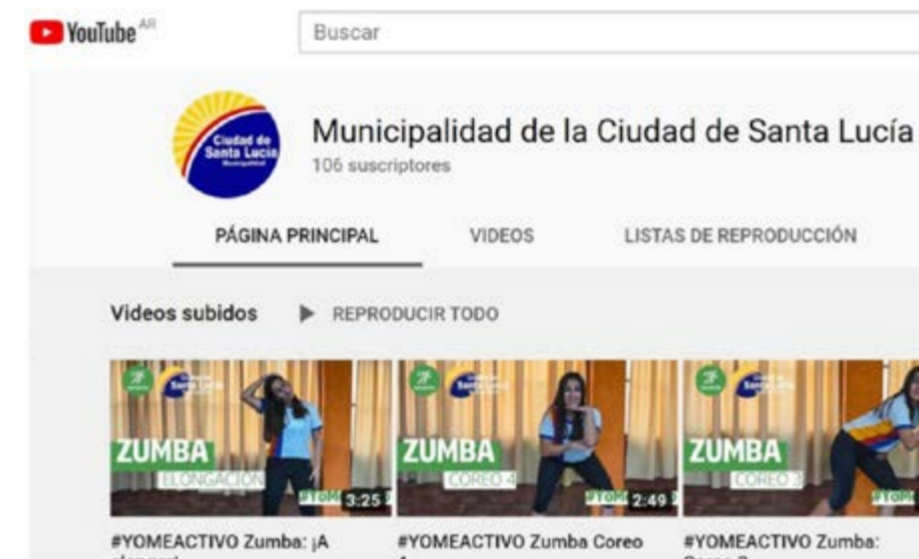 YouTube AR
Buscar
Ciudad de
Santa Lucía
Municipalidad
Municipalidad de la Ciudad de Santa Lucía
106 suscriptores
PÁGINA PRINCIPAL VIDEOS LISTAS DE REPRODUCCIÓN
Videos subidos REPRODUCIR TODO
ZUMBA
ELONGACIÓN
3:25
ZUMBA
COREO 4
2:49
ZUMBA
COREO 3
#YOMEACTIVO Zumba: ¡A
#YOMEACTIVO Zumba Coreo
#YOMEACTIVO Zumba: